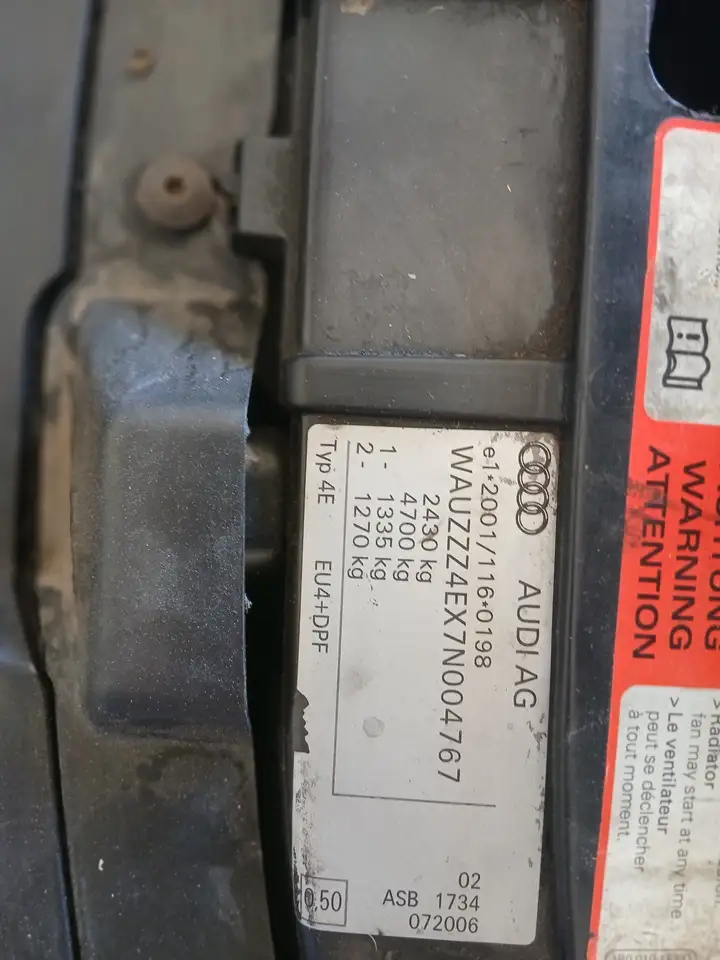 AUDI AG
e1*2001/116*0198
WAUZZZ4EX7N004767
2430 kg
4700 kg
1 - 1335 kg
2 - 1270 kg
Typ 4E EU4+DPF
02
ASB 1734
072006
0.50
WARNING
ATTENTION
> Radiator
fan may start at any time
> Le ventilateur
peut se déclencher
à tout moment.